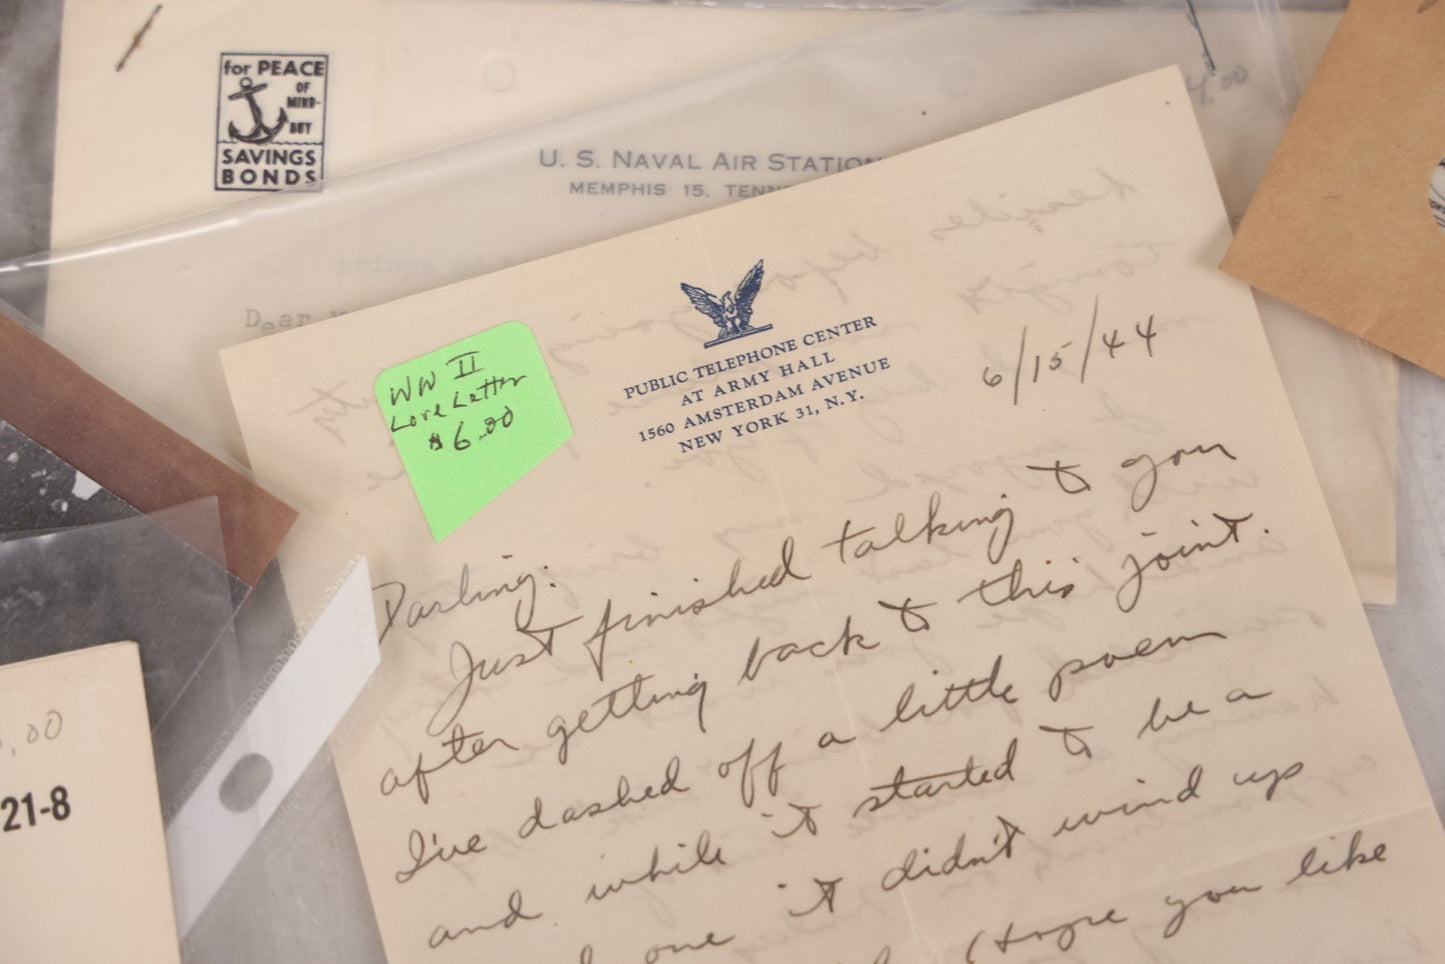 for PEACE
OF
MIND-
BUY
SAVINGS
BONDS
4.00
U. S. NAVAL AIR STATION
MEMPHIS 15, TENN
Dear
WW II
Love Letter
$6.00
PUBLIC TELEPHONE CENTER
AT ARMY HALL
1560 AMSTERDAM AVENUE
NEW YORK 31, N.Y.
6/15/44
Darling:
Just finished talking to you
after getting back to this joint.
I've dashed off a little poem
and while it started to be a
one it didn't wind up
(Hope you like
.00
21-8